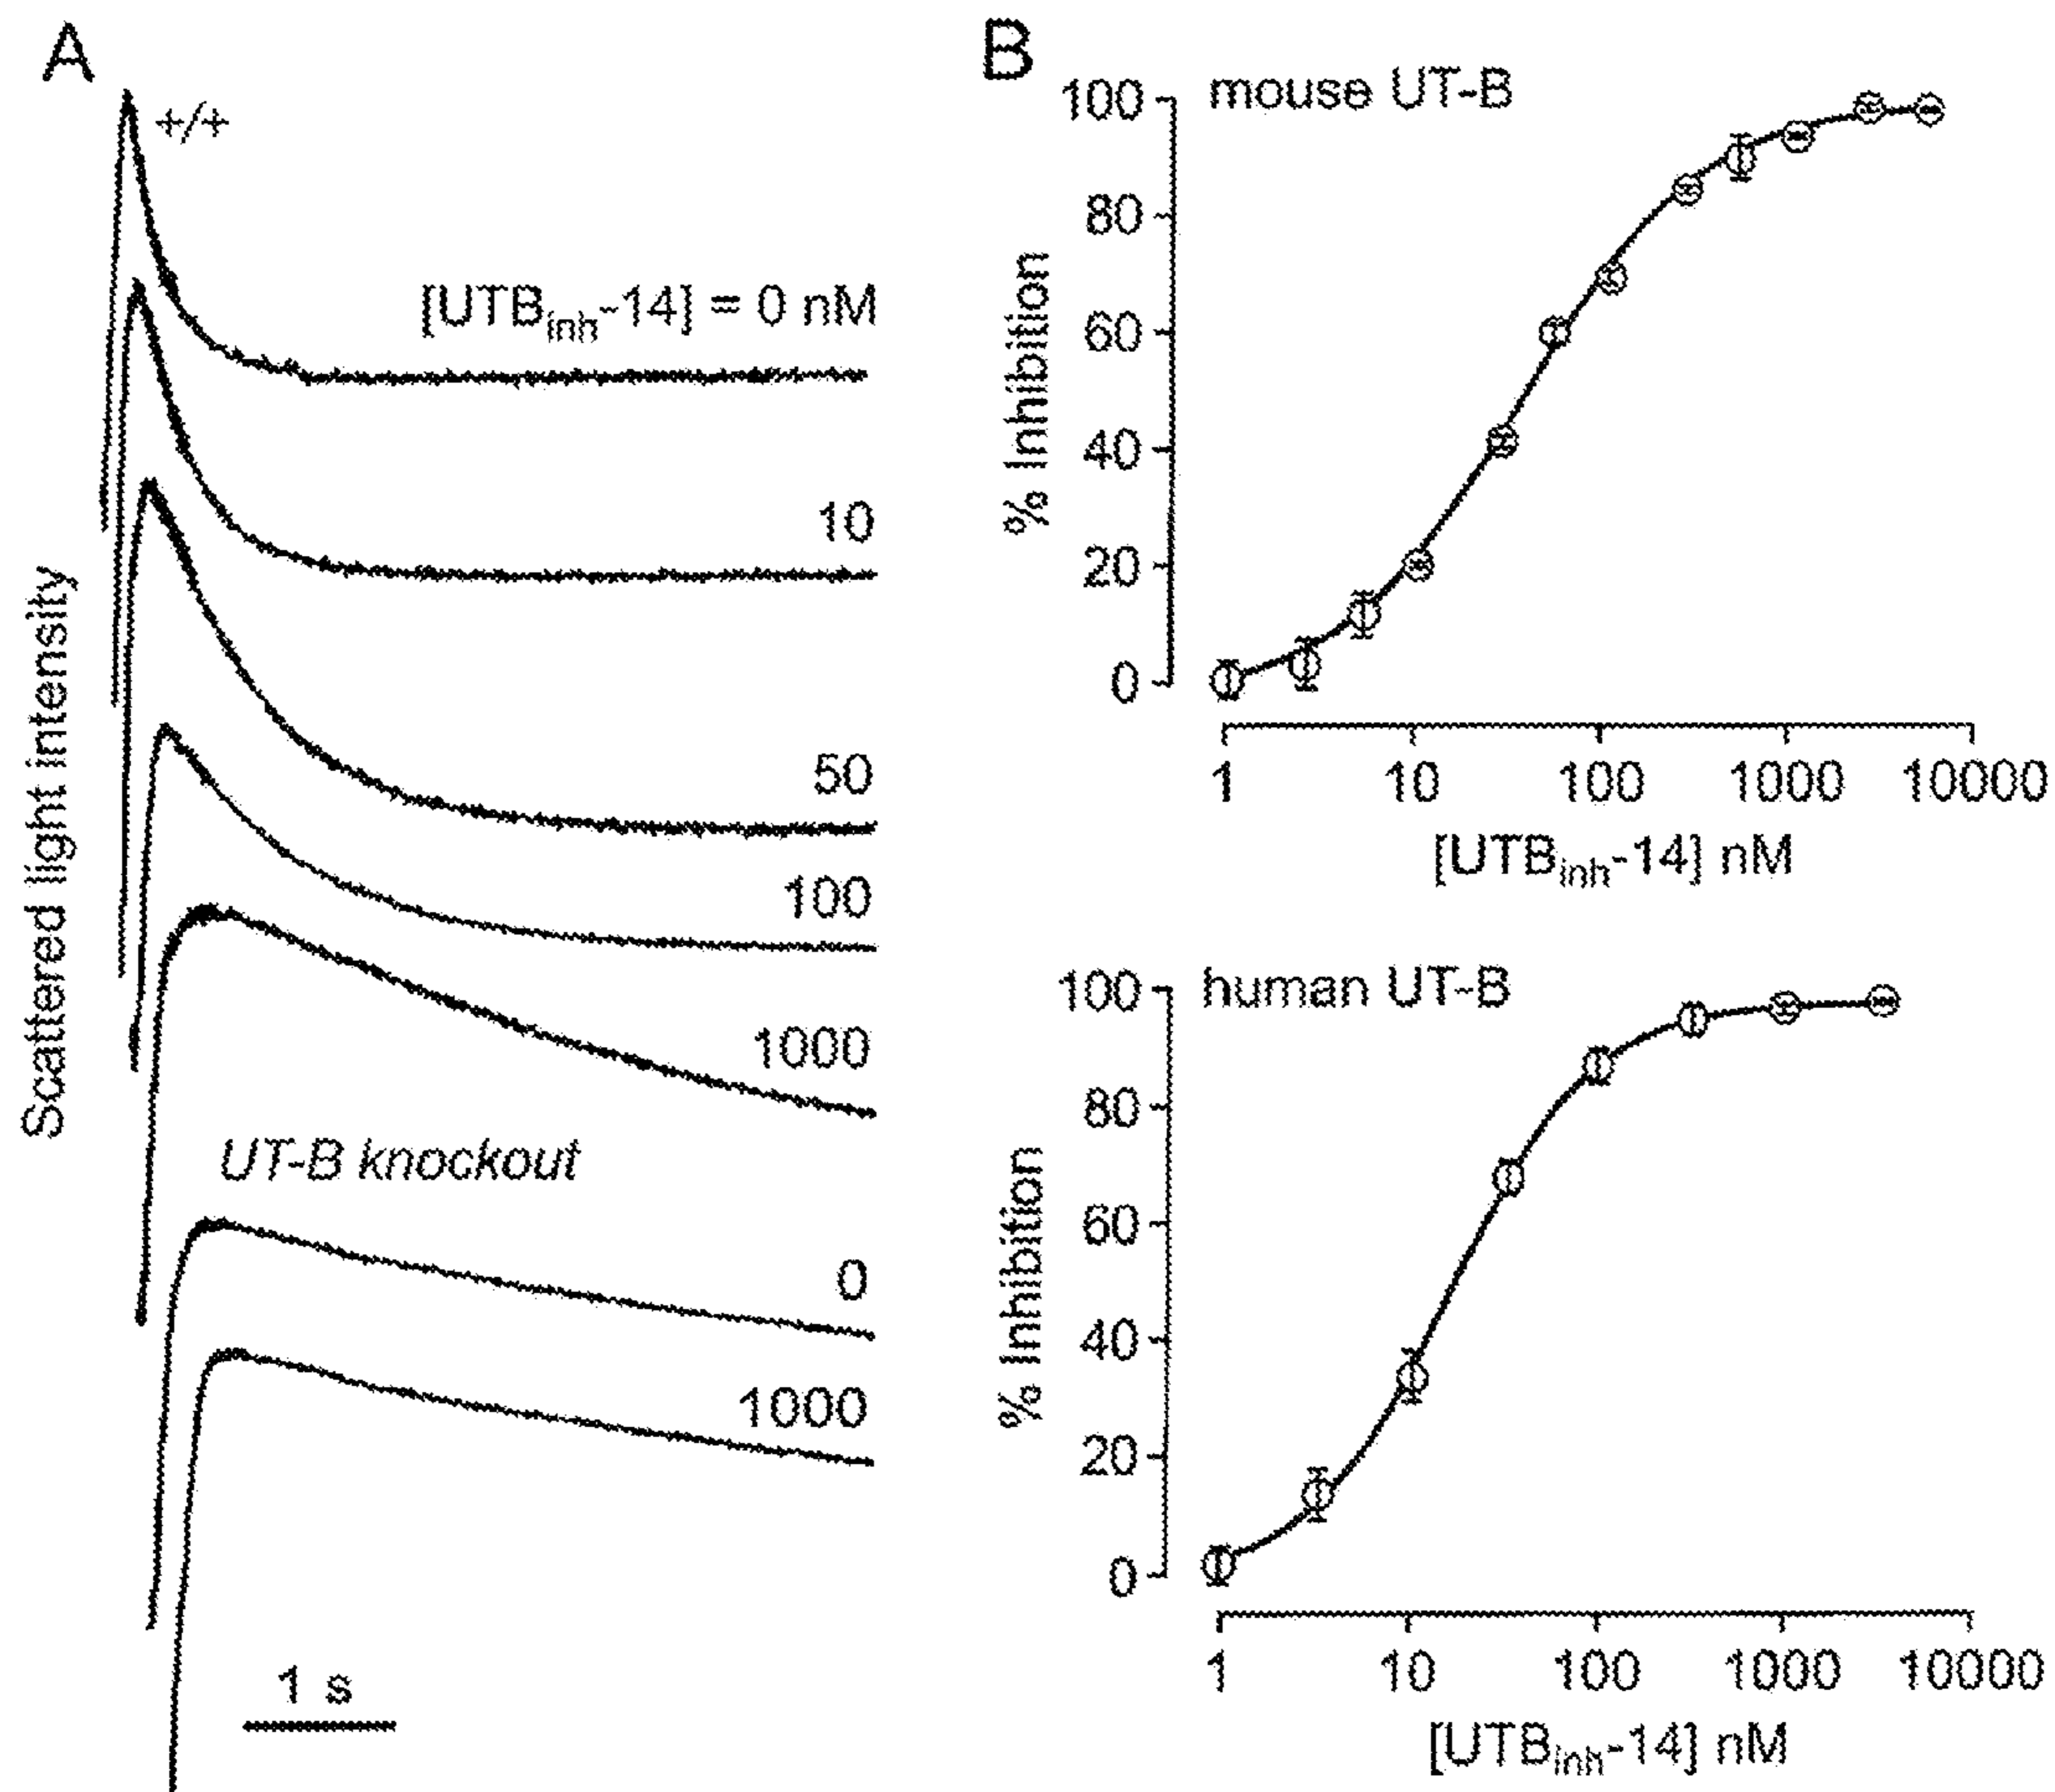 A
+/+
[UTBinh-14] = 0 nM
10
50
100
1000
UT-B knockout
0
1000
Scattered light intensity
1 s
B
mouse UT-B
100
80
60
40
20
0
% Inhibition
1 10 100 1000 10000
[UTBinh-14] nM
human UT-B
100
80
60
40
20
0
% Inhibition
1 10 100 1000 10000
[UTBinh-14] nM